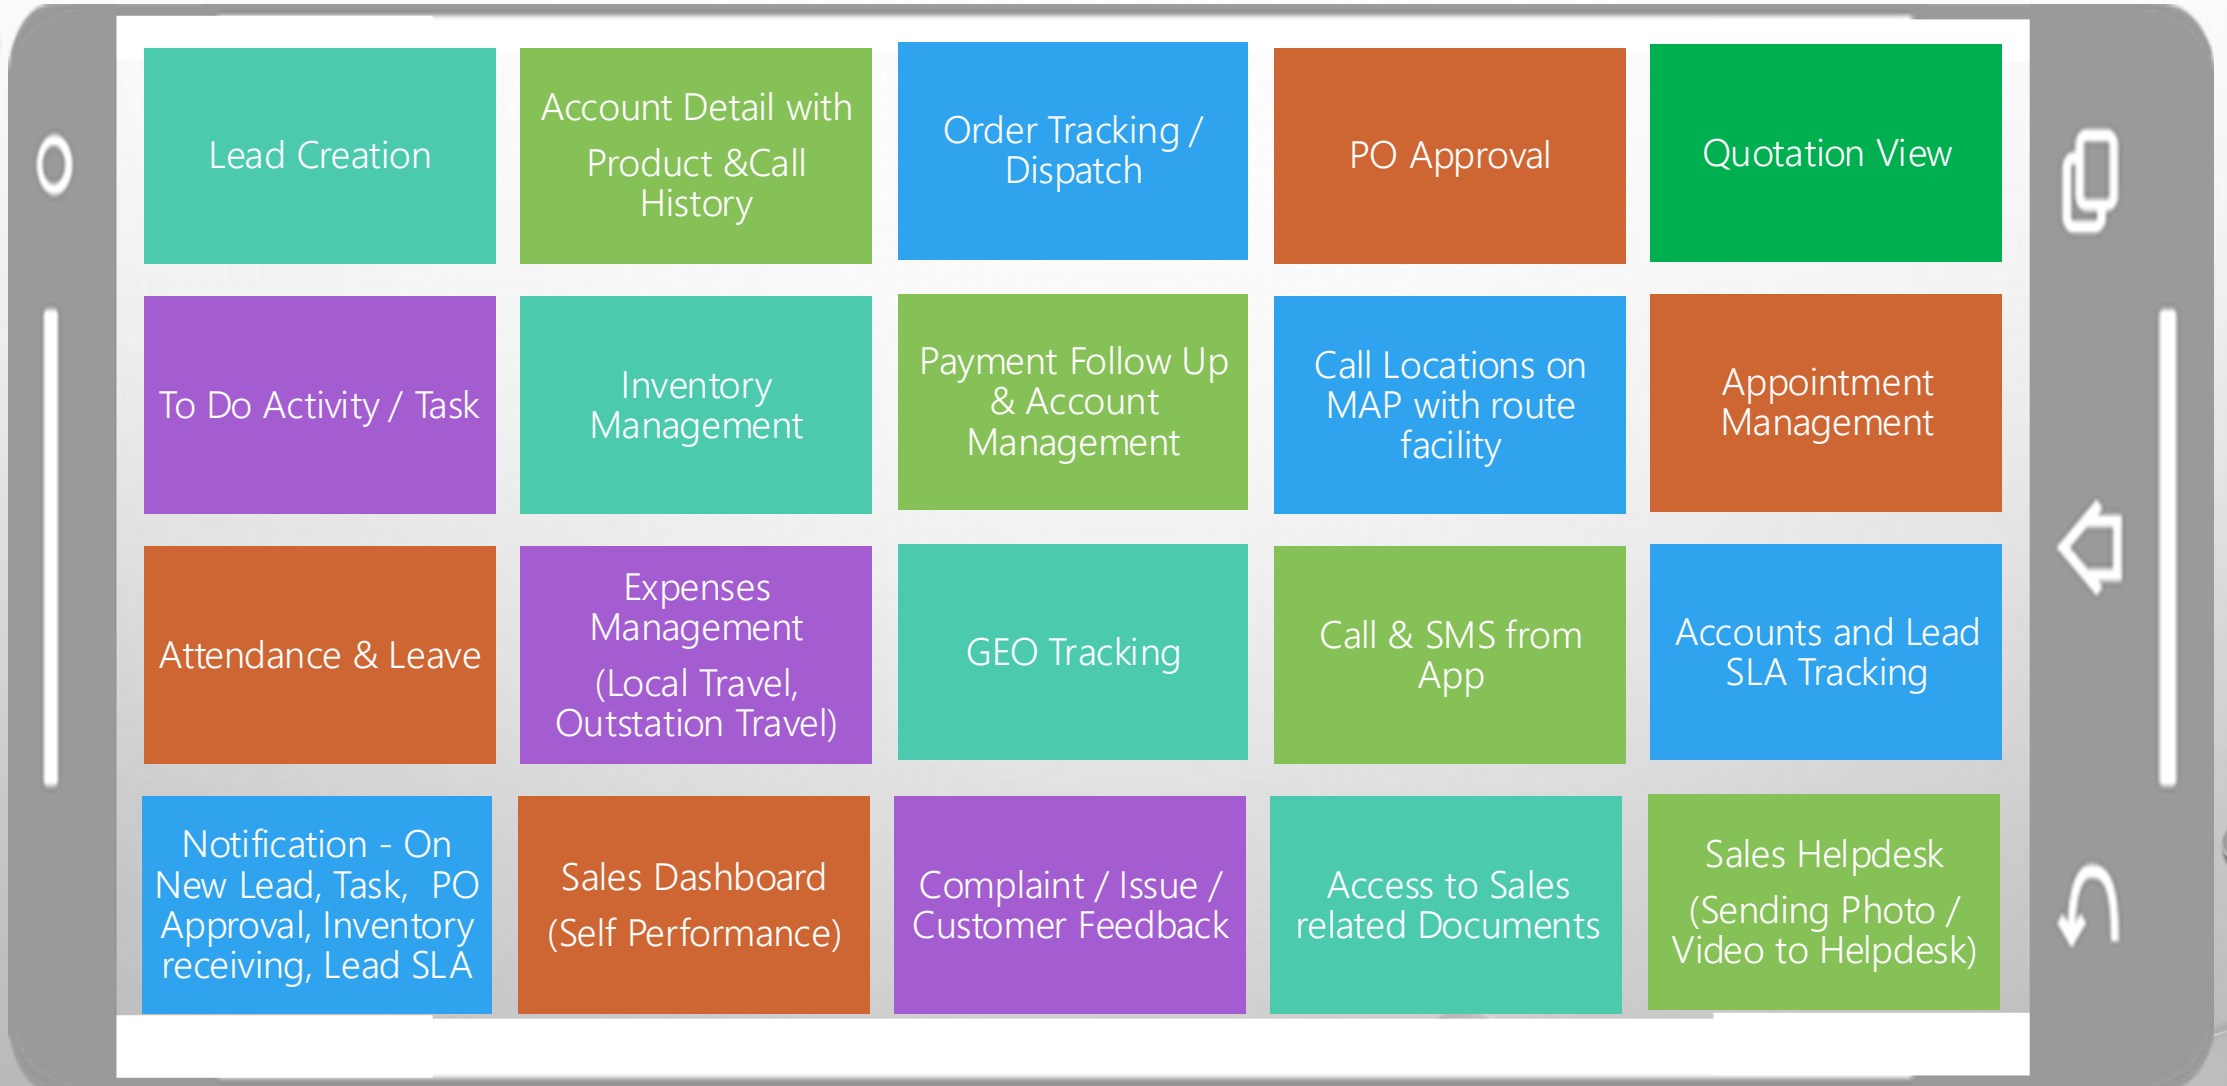 Lead Creation
Account Detail with
Product &Call
History
Order Tracking /
Dispatch
PO Approval
Quotation View
To Do Activity / Task
Inventory
Management
Payment Follow Up
& Account
Management
Call Locations on
MAP with route
facility
Appointment
Management
Attendance & Leave
Expenses
Management
(Local Travel,
Outstation Travel)
GEO Tracking
Call & SMS from
App
Accounts and Lead
SLA Tracking
Notification - On
New Lead, Task,  PO
Approval, Inventory
receiving, Lead SLA
Sales Dashboard
(Self Performance)
Complaint / Issue /
Customer Feedback
Access to Sales
related Documents
Sales Helpdesk
(Sending Photo /
Video to Helpdesk)